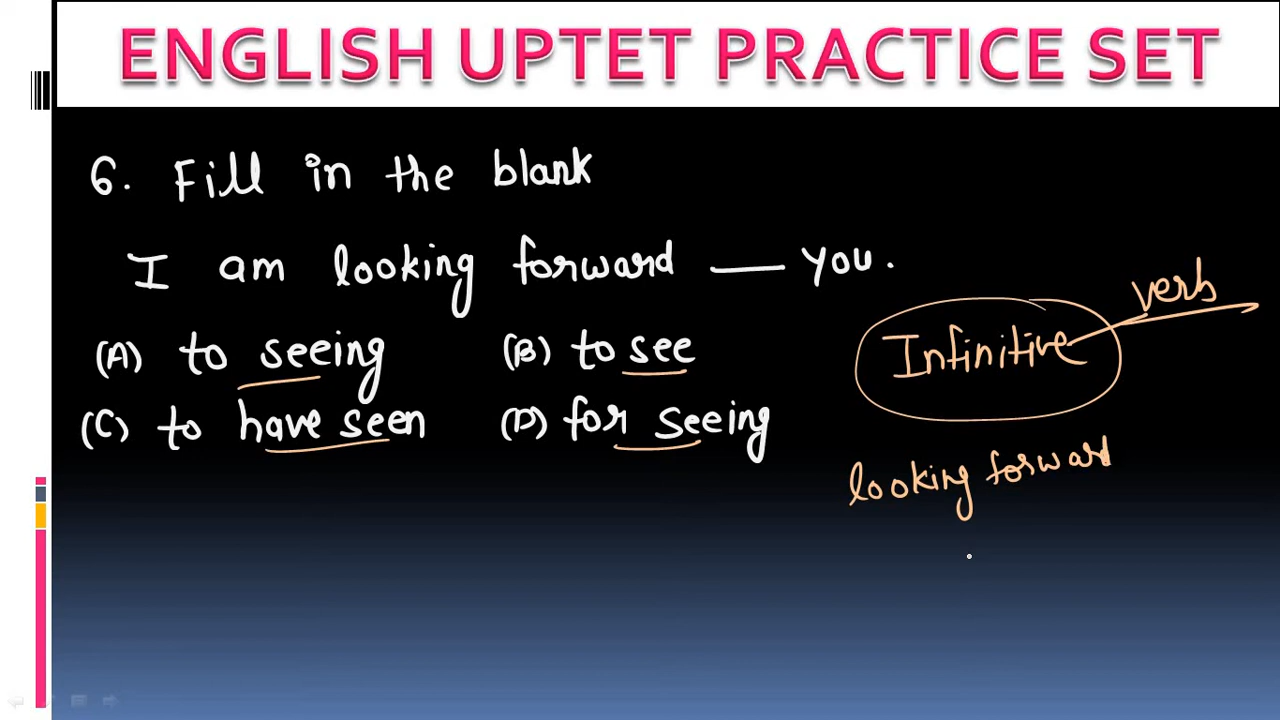 ENGLISH UPTET PRACTICE SET
6. Fill in the blank
I am looking forward ___ you.
(A) to seeing (B) to see
(C) to have seen (D) for seeing
verb
Infinitive
looking forward